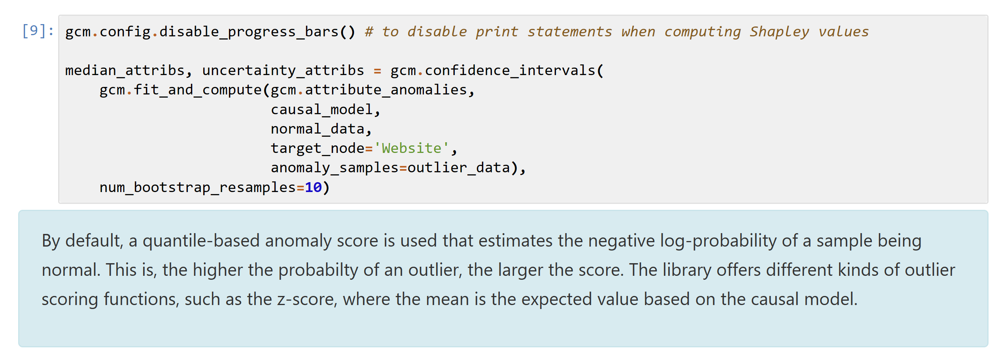 [9]: gcm.config.disable_progress_bars() # to disable print statements when computing Shapley values
median_attribs, uncertainty_attribs = gcm.confidence_intervals(
    gcm.fit_and_compute(gcm.attribute_anomalies,
                        causal_model,
                        normal_data,
                        target_node='Website',
                        anomaly_samples=outlier_data),
    num_bootstrap_resamples=10)
By default, a quantile-based anomaly score is used that estimates the negative log-probability of a sample being
normal. This is, the higher the probabilty of an outlier, the larger the score. The library offers different kinds of outlier
scoring functions, such as the z-score, where the mean is the expected value based on the causal model.